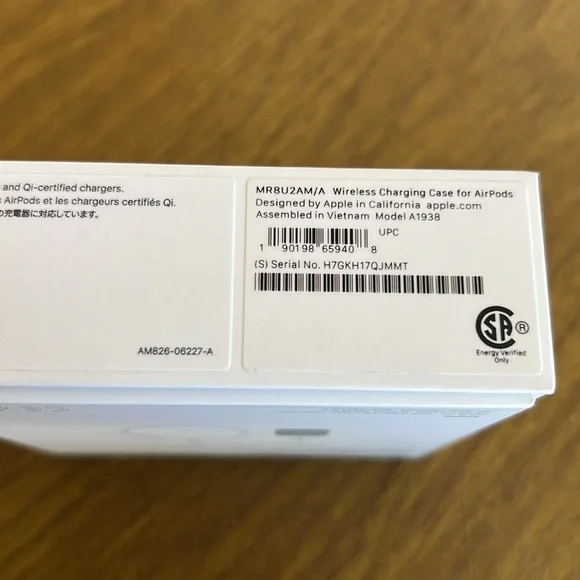 and Qi-certified chargers.
AirPods et les chargeurs certifiés Qi.
充電器に対応しています。
AM826-06227-A
MR8U2AM/A Wireless Charging Case for AirPods
Designed by Apple in California apple.com
Assembled in Vietnam Model A1938
UPC
1 90198 65940 8
(S) Serial No. H7GKH17QJMMT
CSA ®
Energy Verified
Only